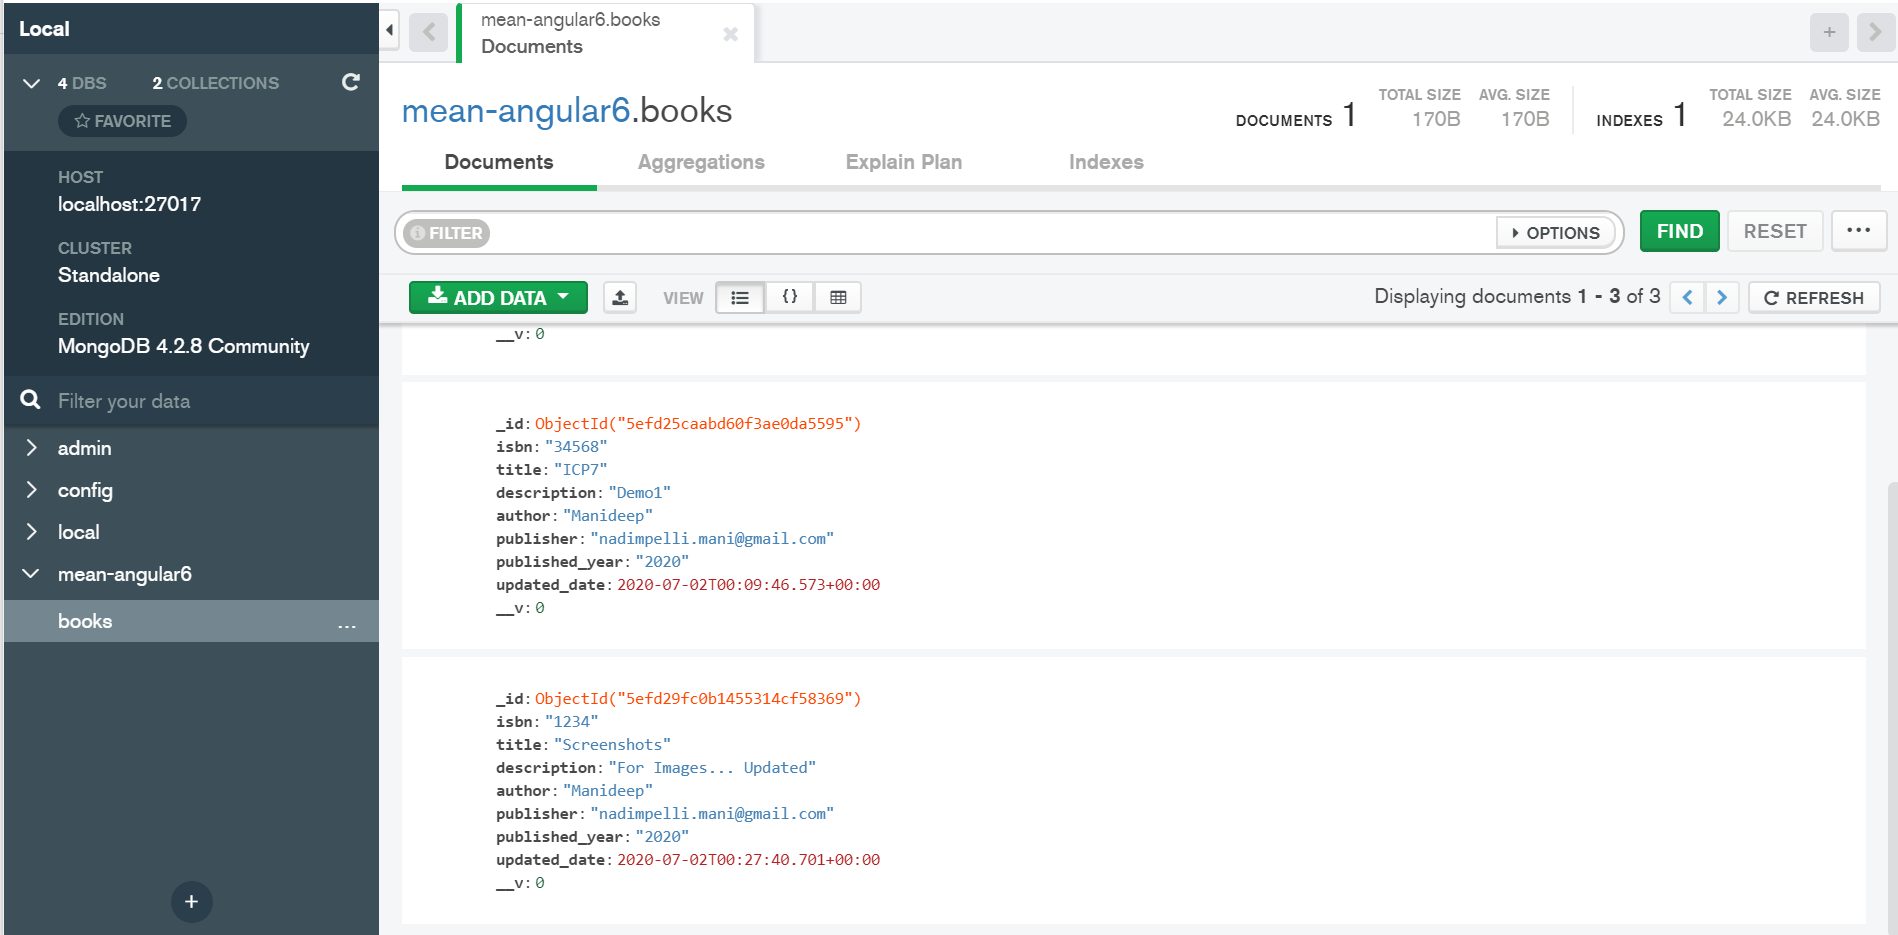 Local
4 DBS 2 COLLECTIONS
FAVORITE
HOST
localhost:27017
CLUSTER
Standalone
EDITION
MongoDB 4.2.8 Community
Filter your data
admin
config
local
mean-angular6
books ...
+
mean-angular6.books
Documents
mean-angular6.books
DOCUMENTS 1 TOTAL SIZE 170B AVG. SIZE 170B INDEXES 1 TOTAL SIZE 24.0KB AVG. SIZE 24.0KB
Documents Aggregations Explain Plan Indexes
FILTER OPTIONS FIND RESET ...
ADD DATA VIEW {} Displaying documents 1 - 3 of 3 REFRESH
__v: 0
_id: ObjectId("5efd25caabd60f3ae0da5595")
isbn: "34568"
title: "ICP7"
description: "Demo1"
author: "Manideep"
publisher: "nadimpelli.mani@gmail.com"
published_year: "2020"
updated_date: 2020-07-02T00:09:46.573+00:00
__v: 0
_id: ObjectId("5efd29fc0b1455314cf58369")
isbn: "1234"
title: "Screenshots"
description: "For Images... Updated"
author: "Manideep"
publisher: "nadimpelli.mani@gmail.com"
published_year: "2020"
updated_date: 2020-07-02T00:27:40.701+00:00
__v: 0